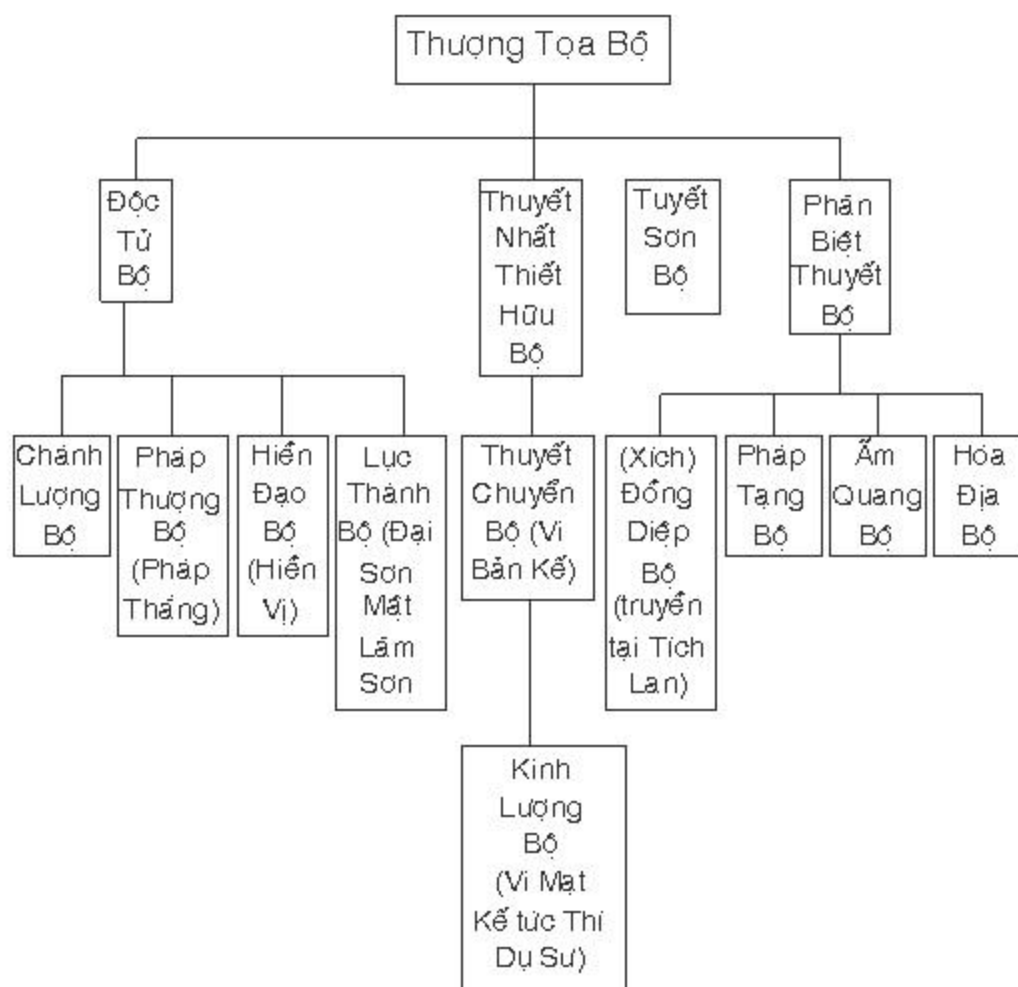 Thượng Tọa Bộ
Độc
Tử
Bộ
Thuyết
Nhất
Thiết
Hữu
Bộ
Tuyết
Sơn
Bộ
Phân
Biệt
Thuyết
Bộ
Chánh
Lượng
Bộ
Pháp
Thượng
Bộ
(Pháp
Thắng)
Hiền
Đạo
Bộ
(Hiền
Vị)
Lục
Thành
Bộ (Đại
Sơn
Mật
Lâm
Sơn
Thuyết
Chuyển
Bộ (Vi
Bản Kế)
(Xích)
Đồng
Diệp
Bộ
(truyền
tại Tích
Lan)
Pháp
Tạng
Bộ
Ẩm
Quang
Bộ
Hóa
Địa
Bộ
Kinh
Lượng
Bộ
(Vi Mạt
Kế tức Thí
Dụ Sư)